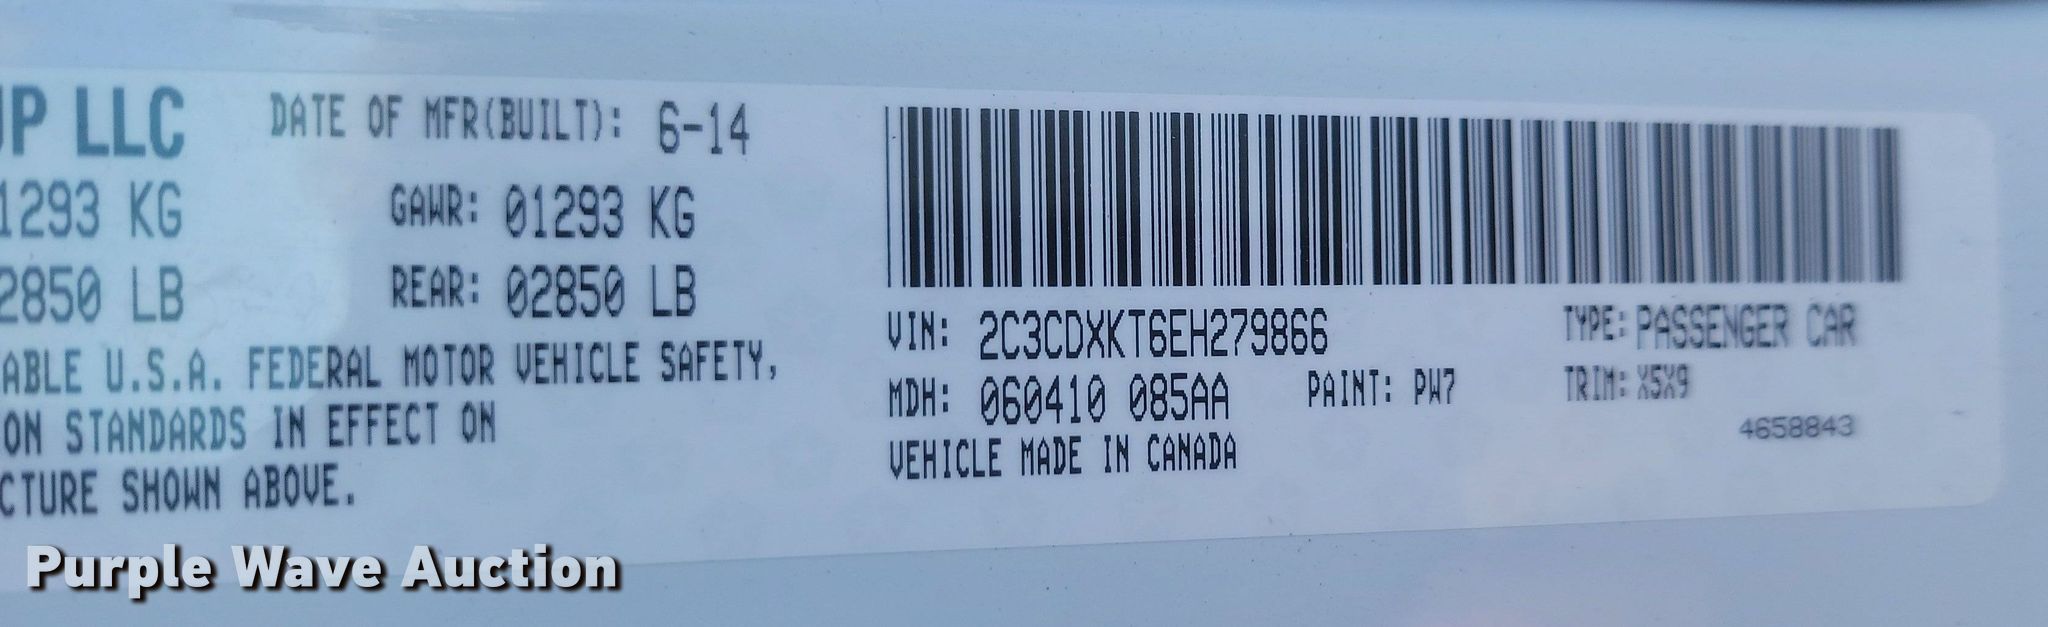 UP LLC DATE OF MFR(BUILT): 6-14
1293 KG GAWR: 01293 KG
2850 LB REAR: 02850 LB
ABLE U.S.A. FEDERAL MOTOR VEHICLE SAFETY,
ON STANDARDS IN EFFECT ON
CTURE SHOWN ABOVE.
VIN: 2C3CDXKT6EH279866 TYPE: PASSENGER CAR
MDH: 060410 085AA PAINT: PW7 TRIM: X5X9
VEHICLE MADE IN CANADA 4658843
Purple Wave Auction